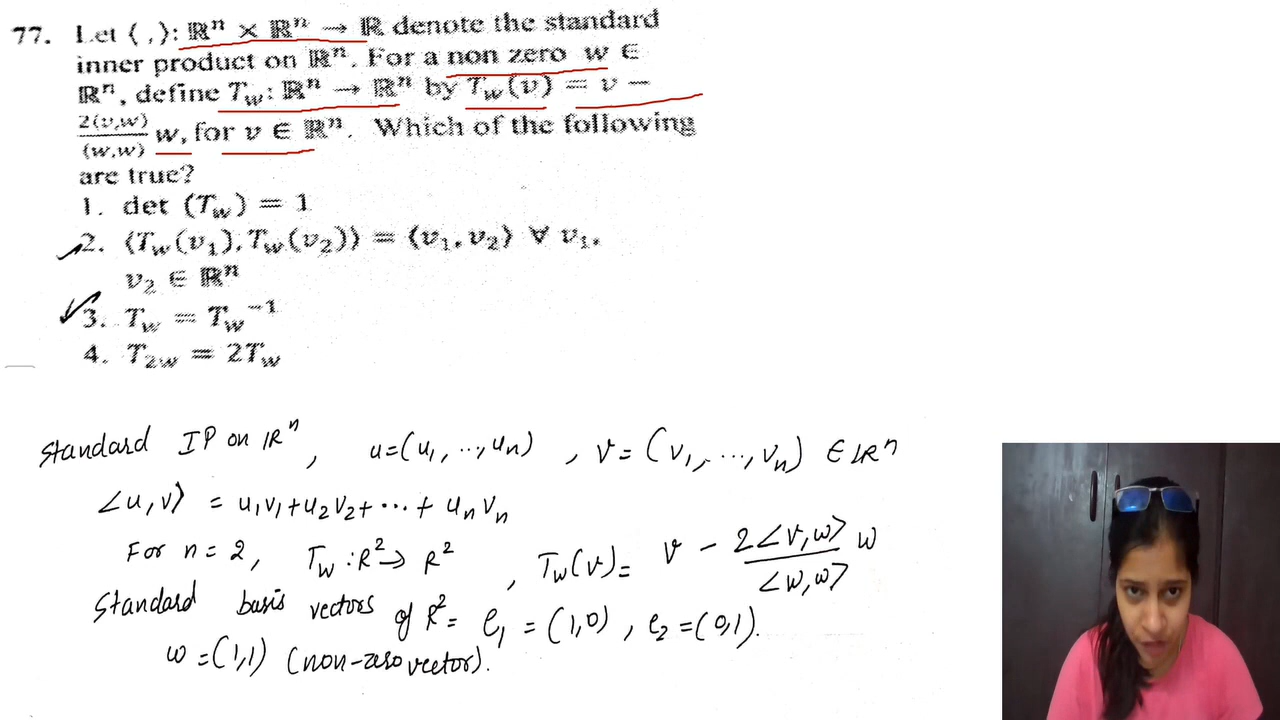 77. Let ⟨ , ⟩: ℝⁿ × ℝⁿ → ℝ denote the standard
inner product on ℝⁿ. For a non zero w ∈
ℝⁿ, define T_w: ℝⁿ → ℝⁿ by T_w(v) = v −
2⟨v,w⟩/⟨w,w⟩ w, for v ∈ ℝⁿ. Which of the following
are true?
1. det (T_w) = 1
2. ⟨T_w(v₁), T_w(v₂)⟩ = ⟨v₁, v₂⟩ ∀ v₁,
v₂ ∈ ℝⁿ
3. T_w = T_w⁻¹
4. T_2w = 2T_w
standard IP on ℝⁿ, u=(u₁, ..., uₙ), v=(v₁, ..., vₙ) ∈ ℝⁿ
⟨u, v⟩ = u₁v₁+u₂v₂+ ... + uₙvₙ
For n = 2, T_w : R² → R², T_w(v) = v − 2⟨v, w⟩/⟨w, w⟩ w
Standard basis vectors of R² = e₁ = (1,0), e₂ = (0,1).
w = (1,1) (non-zero vector).